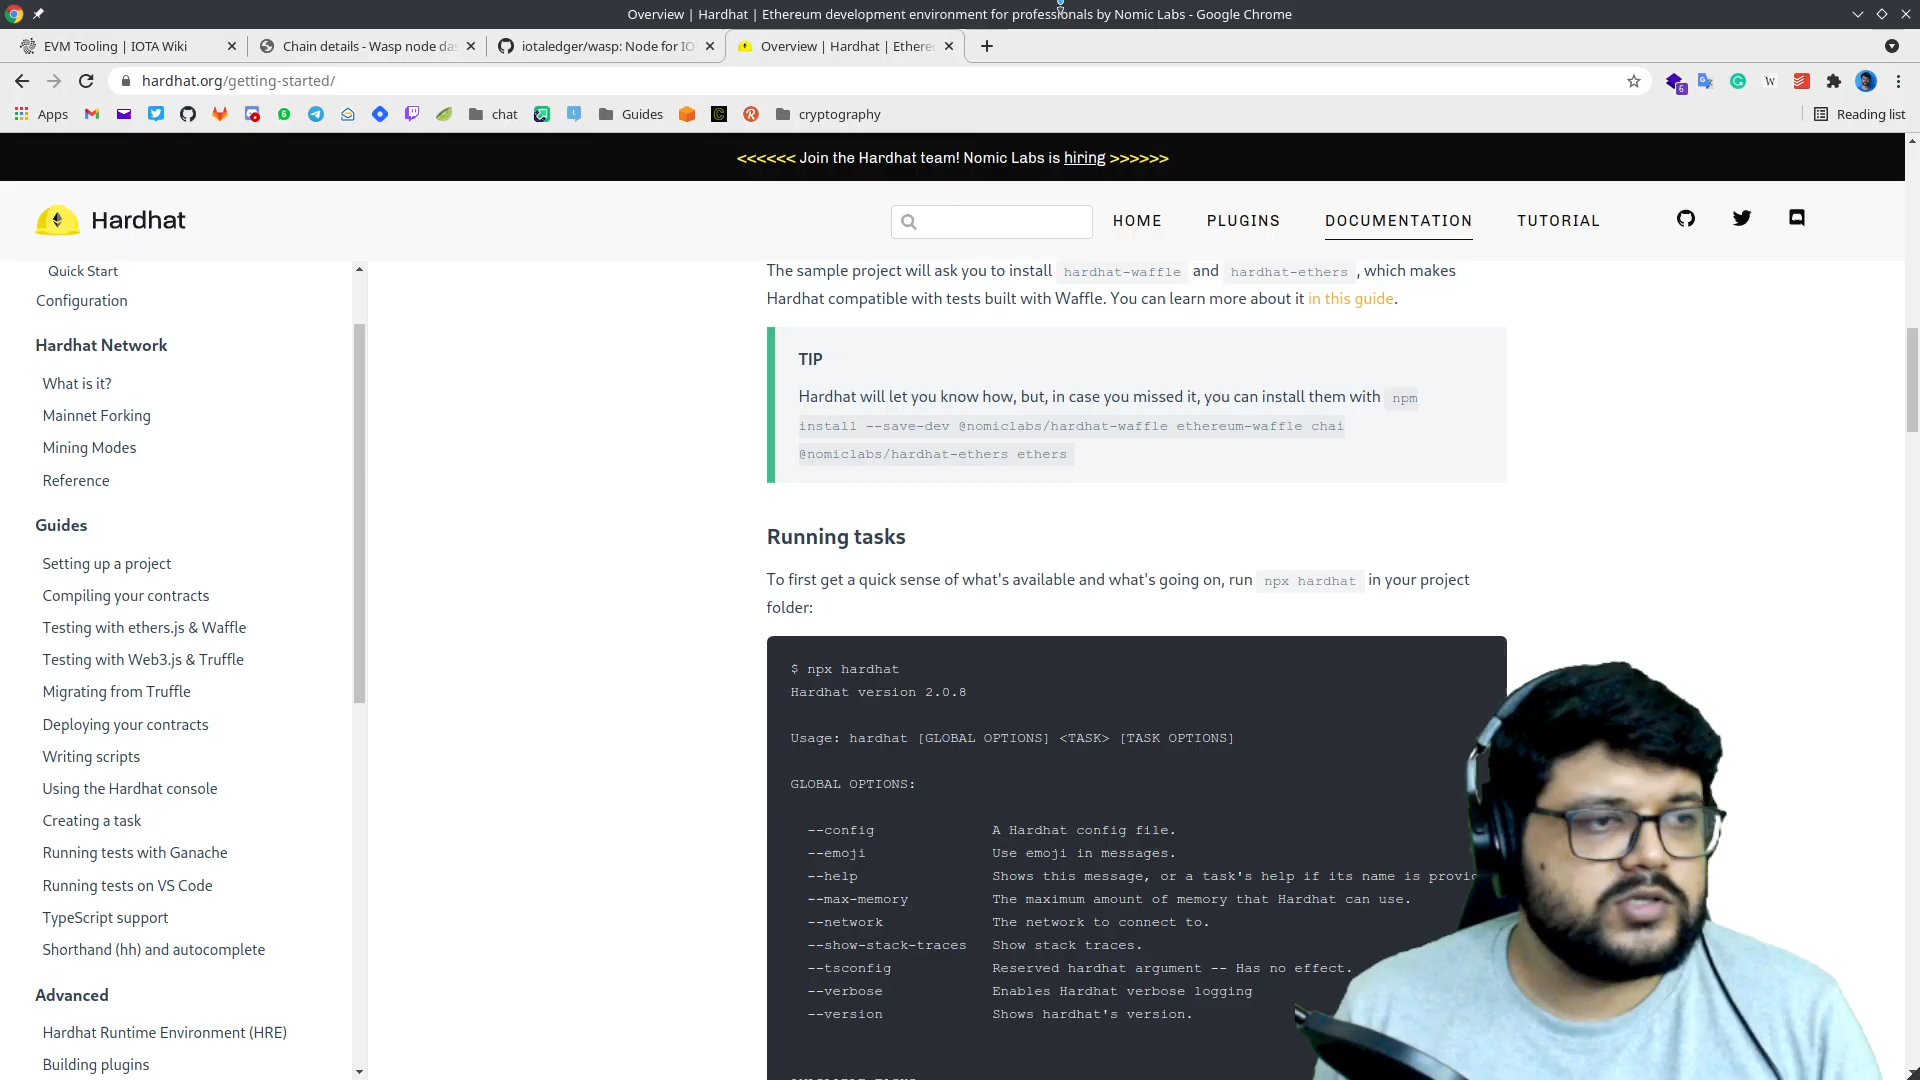 Overview | Hardhat | Ethereum development environment for professionals by Nomic Labs - Google Chrome
EVM Tooling | IOTA Wiki
Chain details - Wasp node da
iotaledger/wasp: Node for IO
Overview | Hardhat | Ethere
hardhat.org/getting-started/
6
W
Apps
chat
Guides
cryptography
Reading list
<<<<<< Join the Hardhat team! Nomic Labs is hiring >>>>>>
Hardhat
HOME
PLUGINS
DOCUMENTATION
TUTORIAL
Quick Start
Configuration
Hardhat Network
What is it?
Mainnet Forking
Mining Modes
Reference
Guides
Setting up a project
Compiling your contracts
Testing with ethers.js & Waffle
Testing with Web3.js & Truffle
Migrating from Truffle
Deploying your contracts
Writing scripts
Using the Hardhat console
Creating a task
Running tests with Ganache
Running tests on VS Code
TypeScript support
Shorthand (hh) and autocomplete
Advanced
Hardhat Runtime Environment (HRE)
Building plugins
The sample project will ask you to install hardhat-waffle and hardhat-ethers, which makes
Hardhat compatible with tests built with Waffle. You can learn more about it in this guide.
TIP
Hardhat will let you know how, but, in case you missed it, you can install them with npm
install --save-dev @nomiclabs/hardhat-waffle ethereum-waffle chai
@nomiclabs/hardhat-ethers ethers
Running tasks
To first get a quick sense of what's available and what's going on, run npx hardhat in your project
folder:
$ npx hardhat
Hardhat version 2.0.8
Usage: hardhat [GLOBAL OPTIONS] <TASK> [TASK OPTIONS]
GLOBAL OPTIONS:
--config A Hardhat config file.
--emoji Use emoji in messages.
--help Shows this message, or a task's help if its name is provi
--max-memory The maximum amount of memory that Hardhat can use.
--network The network to connect to.
--show-stack-traces Show stack traces.
--tsconfig Reserved hardhat argument -- Has no effect.
--verbose Enables Hardhat verbose logging
--version Shows hardhat's version.